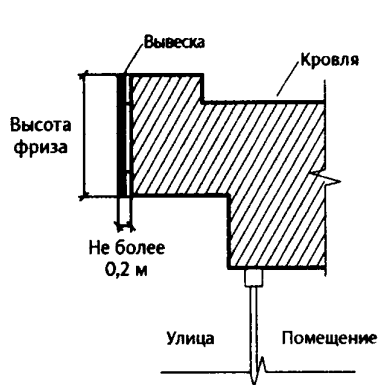 Вывеска
Кровля
Высота
фриза
Не более
0,2 м
Улица
Помещение